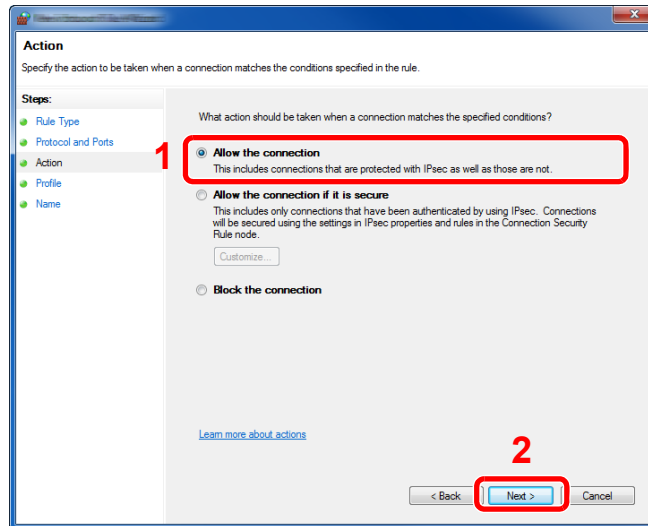 Action
Specify the action to be taken when a connection matches the conditions specified in the rule.
Steps:
Rule Type
Protocol and Ports
Action
Profile
Name
What action should be taken when a connection matches the specified conditions?
1
Allow the connection
This includes connections that are protected with IPsec as well as those are not.
Allow the connection if it is secure
This includes only connections that have been authenticated by using IPsec. Connections
will be secured using the settings in IPsec properties and rules in the Connection Security
Rule node.
Customize...
Block the connection
Learn more about actions
2
< Back
Next >
Cancel